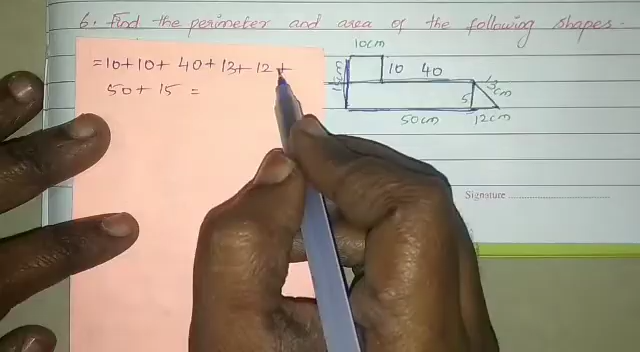 6. Find the perimeter and area of the following shapes.
10cm
= 10 + 10 + 40 + 13 + 12 +
50 + 15 =
10 40
13cm
5
50cm 12cm
Signature